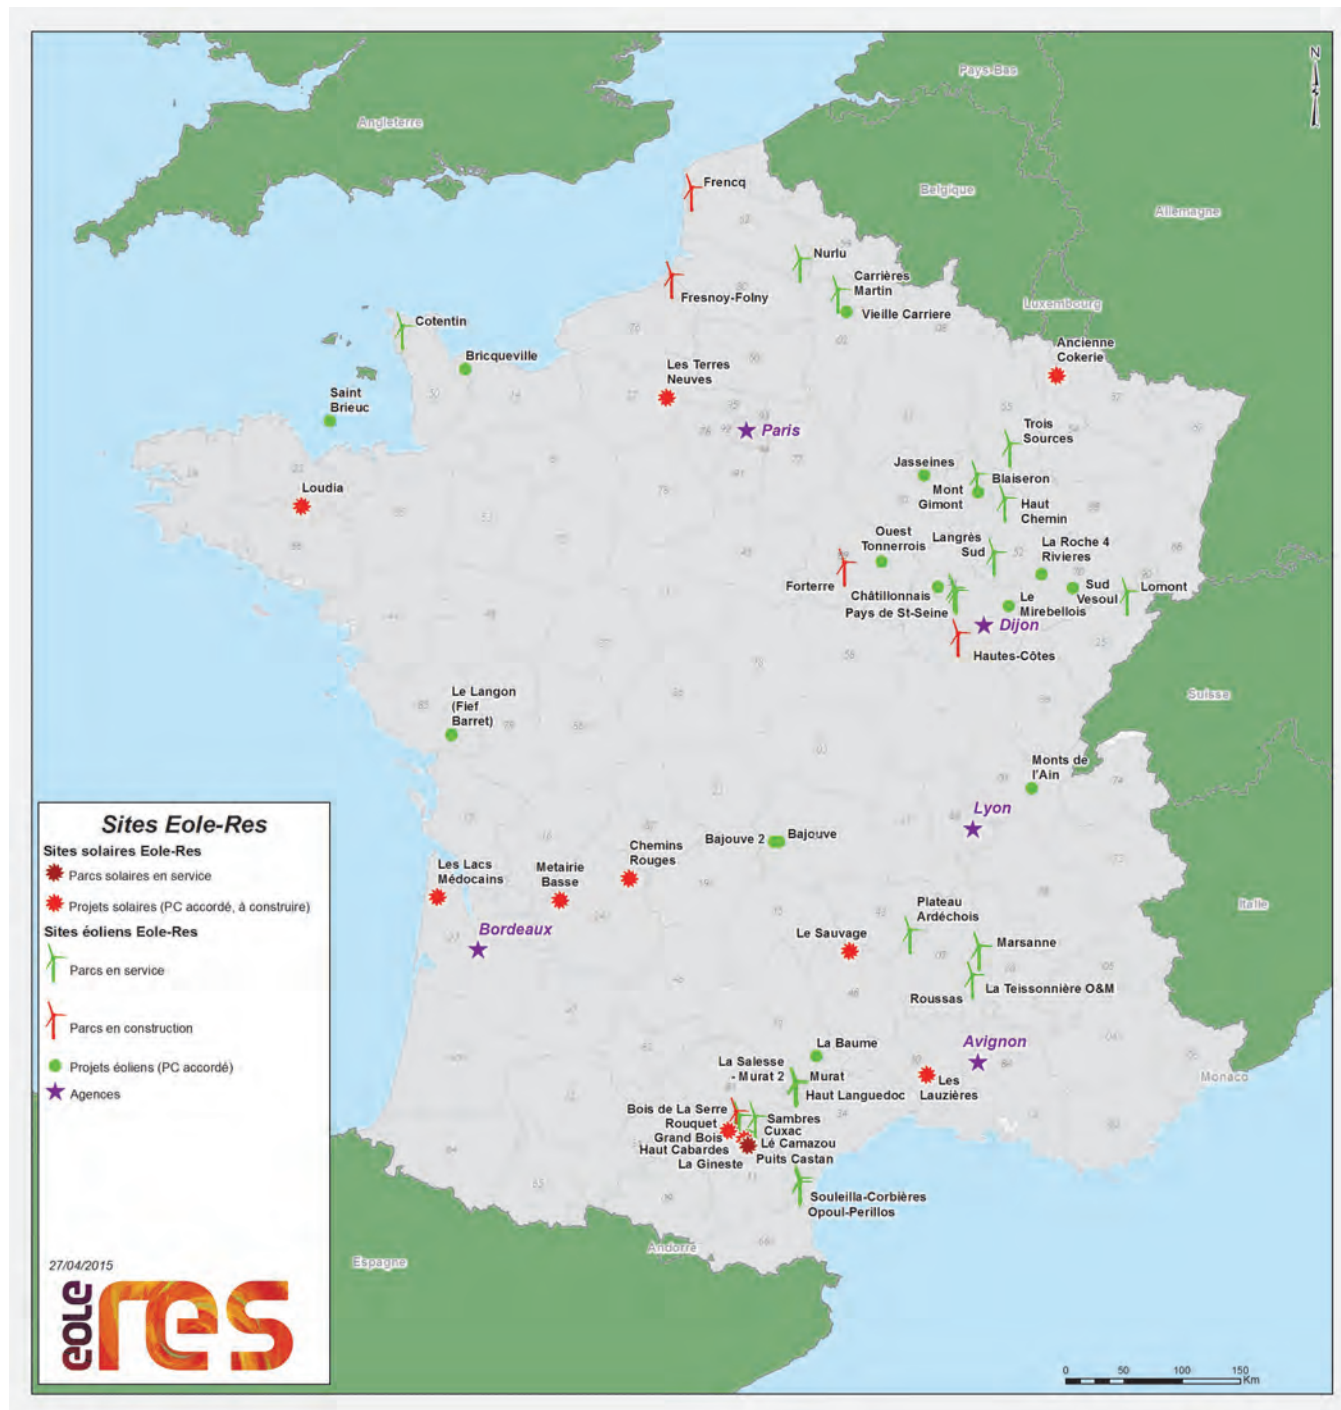 N
Pays-Bas
Angleterre
Belgique
Allemagne
Luxembourg
Frencq
Nurlu
Carrières
Martin
Fresnoy-Folny
Vieille Carriere
Cotentin
Ancienne
Cokerie
Bricqueville
Les Terres
Neuves
Saint
Brieuc
Paris
Trois
Sources
Jasseines
Blaiseron
Mont
Gimont
Loudia
Haut
Chemin
Ouest
Tonnerrois
Langrès
Sud
La Roche 4
Rivieres
Forterre
Châtillonnais
Sud
Vesoul
Lomont
Pays de St-Seine
Le
Mirebellois
Dijon
Hautes-Côtes
Suisse
Le Langon
(Fief
Barret)
Monts de
l'Ain
Lyon
Bajouve 2
Bajouve
Chemins
Rouges
Les Lacs
Médocains
Metairie
Basse
Italie
Plateau
Ardéchois
Bordeaux
Le Sauvage
Marsanne
La Teissonnière O&M
Roussas
Avignon
La Baume
Monaco
La Salesse
- Murat 2
Murat
Haut Languedoc
Les
Lauzières
Bois de La Serre
Rouquet
Grand Bois
Haut Cabardes
La Gineste
Sambres
Cuxac
Lé Camazou
Puits Castan
Souleilla-Corbières
Opoul-Perillos
Andorre
Espagne
Sites Eole-Res
Sites solaires Eole-Res
Parcs solaires en service
Projets solaires (PC accordé, à construire)
Sites éoliens Eole-Res
Parcs en service
Parcs en construction
Projets éoliens (PC accordé)
Agences
27/04/2015
eole res
0 50 100 150
Km